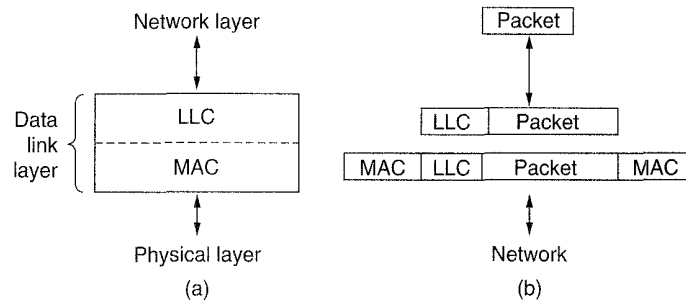 Network layer
Data
link
layer
LLC
MAC
Physical layer
(a)
Packet
LLC Packet
MAC LLC Packet MAC
Network
(b)